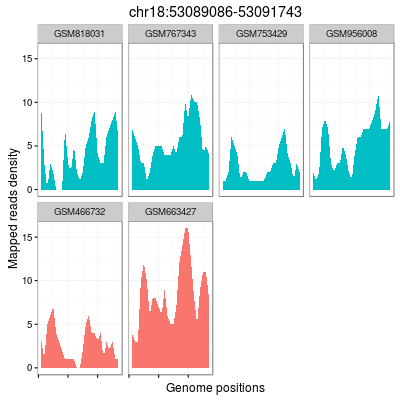 chr18:53089086-53091743
GSM818031 GSM767343 GSM753429 GSM956008
15
10
5
0
GSM466732 GSM663427
15
10
5
0
Mapped reads density
Genome positions